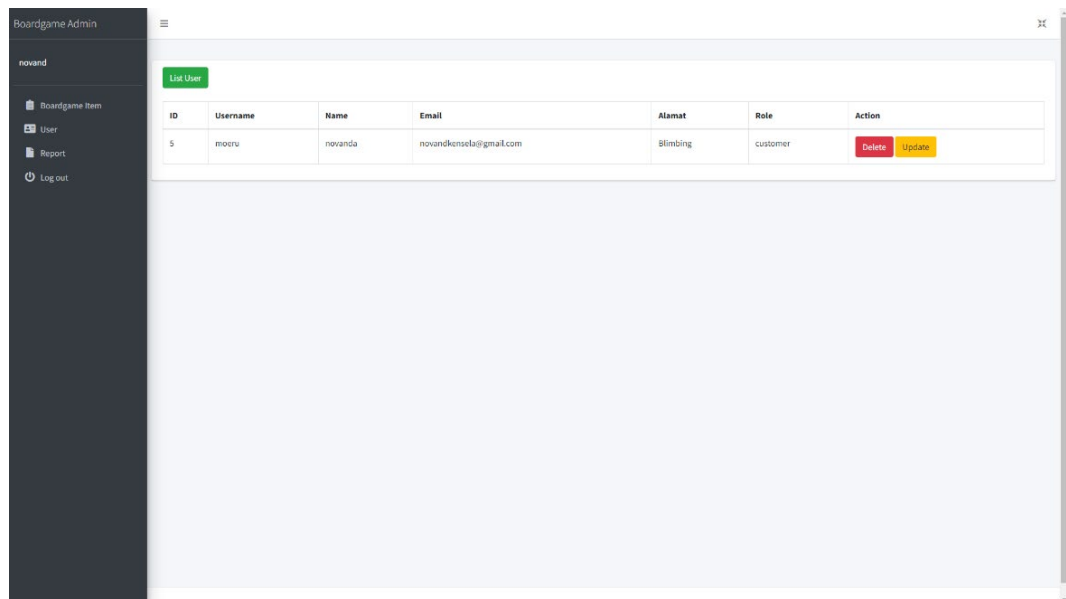 Boardgame Admin
novand
Boardgame Item
User
Report
Log out
List User
ID Username Name Email Alamat Role Action
5 moeru novanda novandkensela@gmail.com Blimbing customer Delete Update